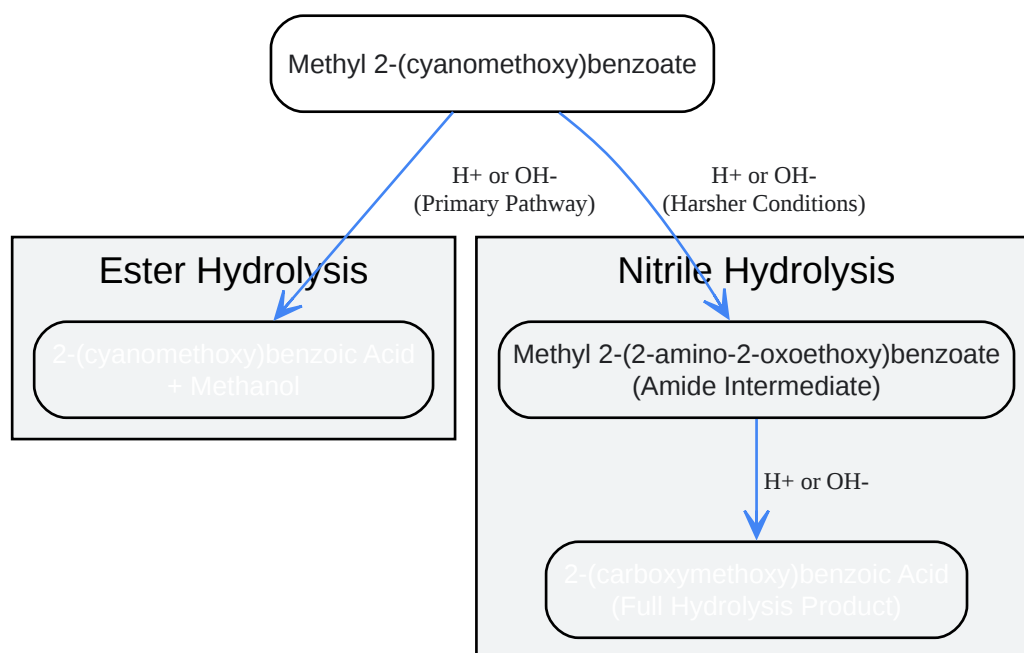 Methyl 2-(cyanomethoxy)benzoate
H+ or OH-
(Primary Pathway)
H+ or OH-
(Harsher Conditions)
Ester Hydrolysis
2-(cyanomethoxy)benzoic Acid
+ Methanol
Nitrile Hydrolysis
Methyl 2-(2-amino-2-oxoethoxy)benzoate
(Amide Intermediate)
H+ or OH-
2-(carboxymethoxy)benzoic Acid
(Full Hydrolysis Product)